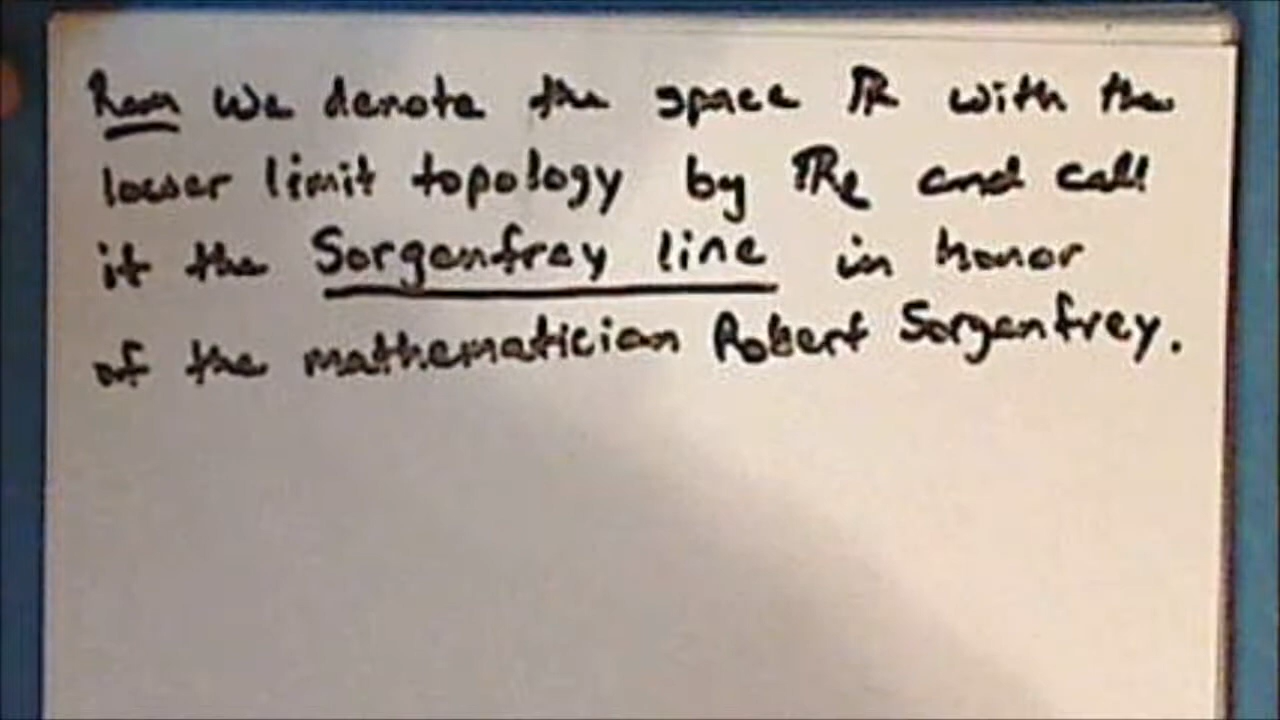 Rem We denote the space ℝ with the
lower limit topology by ℝℓ and call
it the Sorgenfrey line in honor
of the mathematician Robert Sorgenfrey.